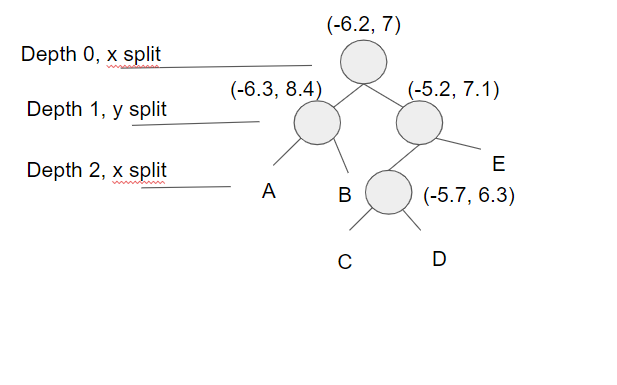 (-6.2, 7)
Depth 0, x split
(-6.3, 8.4)
(-5.2, 7.1)
Depth 1, y split
E
Depth 2, x split
A
B
(-5.7, 6.3)
C
D